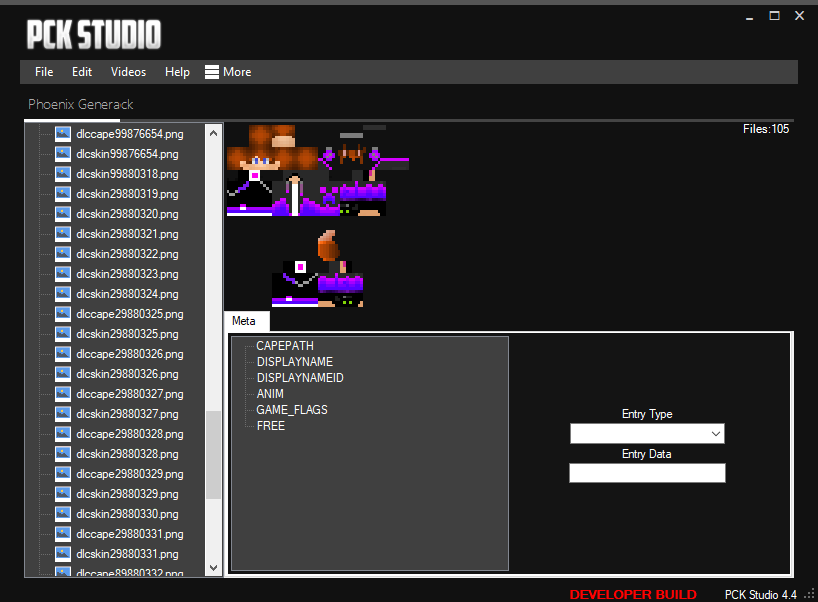 PCK STUDIO
File Edit Videos Help More
Phoenix Generack
Files:105
dlccape99876654.png
dlcskin99876654.png
dlcskin99880318.png
dlcskin29880319.png
dlcskin29880320.png
dlcskin29880321.png
dlcskin29880322.png
dlcskin29880323.png
dlcskin29880324.png
dlccape29880325.png
dlcskin29880325.png
dlccape29880326.png
dlcskin29880326.png
dlccape29880327.png
dlcskin29880327.png
dlccape29880328.png
dlcskin29880328.png
dlccape29880329.png
dlcskin29880329.png
dlcskin29880330.png
dlccape29880331.png
dlcskin29880331.png
dlccape89880332.png
Meta
CAPEPATH
DISPLAYNAME
DISPLAYNAMEID
ANIM
GAME_FLAGS
FREE
Entry Type
Entry Data
DEVELOPER BUILD
PCK Studio 4.4